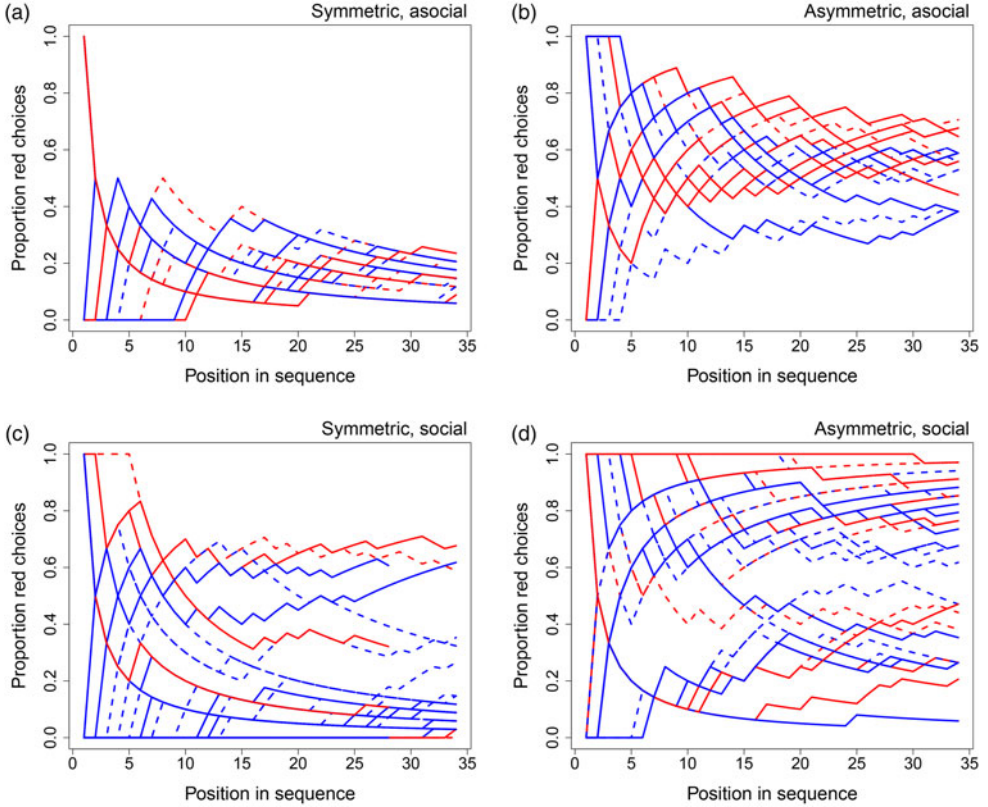 (a) Symmetric, asocial
Proportion red choices
1.0
0.8
0.6
0.4
0.2
0.0
0 5 10 15 20 25 30 35
Position in sequence
(b) Asymmetric, asocial
Proportion red choices
1.0
0.8
0.6
0.4
0.2
0.0
0 5 10 15 20 25 30 35
Position in sequence
(c) Symmetric, social
Proportion red choices
1.0
0.8
0.6
0.4
0.2
0.0
0 5 10 15 20 25 30 35
Position in sequence
(d) Asymmetric, social
Proportion red choices
1.0
0.8
0.6
0.4
0.2
0.0
0 5 10 15 20 25 30 35
Position in sequence